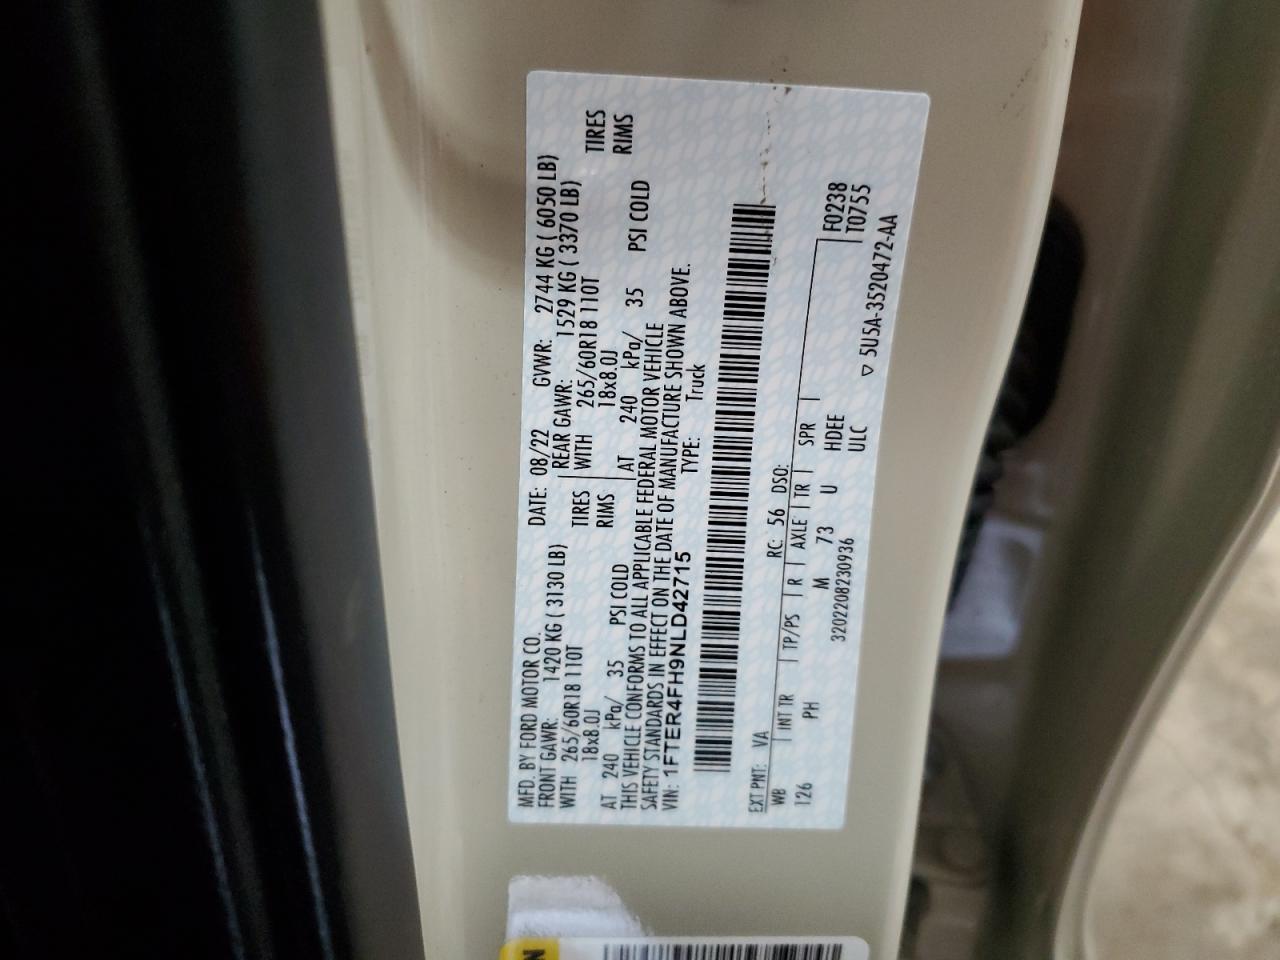 MFD. BY FORD MOTOR CO. DATE: 08/22 GVWR: 2744 KG ( 6050 LB)
FRONT GAWR: 1420 KG ( 3130 LB) REAR GAWR: 1529 KG ( 3370 LB)
WITH 265/60R18 110T TIRES WITH 265/60R18 110T TIRES
18x8.0J RIMS 18x8.0J RIMS
AT 240 kPa/ 35 PSI COLD AT 240 kPa/ 35 PSI COLD
THIS VEHICLE CONFORMS TO ALL APPLICABLE FEDERAL MOTOR VEHICLE
SAFETY STANDARDS IN EFFECT ON THE DATE OF MANUFACTURE SHOWN ABOVE.
VIN: 1FTER4FH9NLD42715 TYPE: Truck
EXT PNT: VA RC: 56 DSO:
WB INT TR TP/PS R AXLE TR SPR F0238
126 PH M 73 U HDEE T0755
3202208230936 ULC
▽ 5U5A-3520472-AA
N